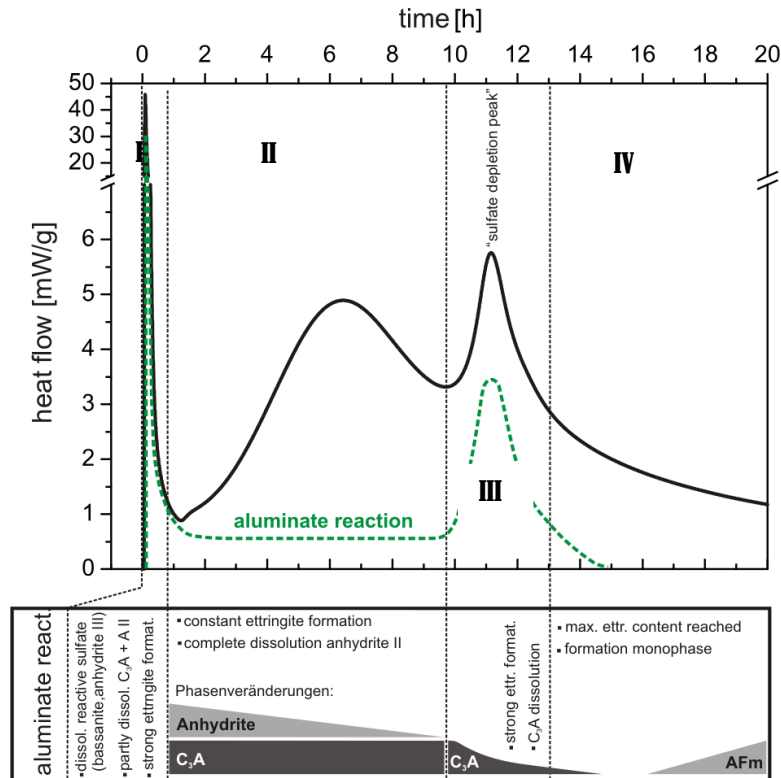 time [h]
0 2 4 6 8 10 12 14 16 18 20
50
40
30
20
6
5
4
3
2
1
0
heat flow [mW/g]
I
II
"sulfate depletion peak"
IV
III
aluminate reaction
aluminate react.
▪dissol. reactive sulfate
(bassanite,anhydrite III)
▪partly dissol. C₃A + A II
▪strong ettrngite format.
▪constant ettringite formation
▪complete dissolution anhydrite II
Phasenveränderungen:
Anhydrite
C₃A
▪strong ettr. format.
▪C₃A dissolution
C₃A
▪max. ettr. content reached
▪formation monophase
AFm